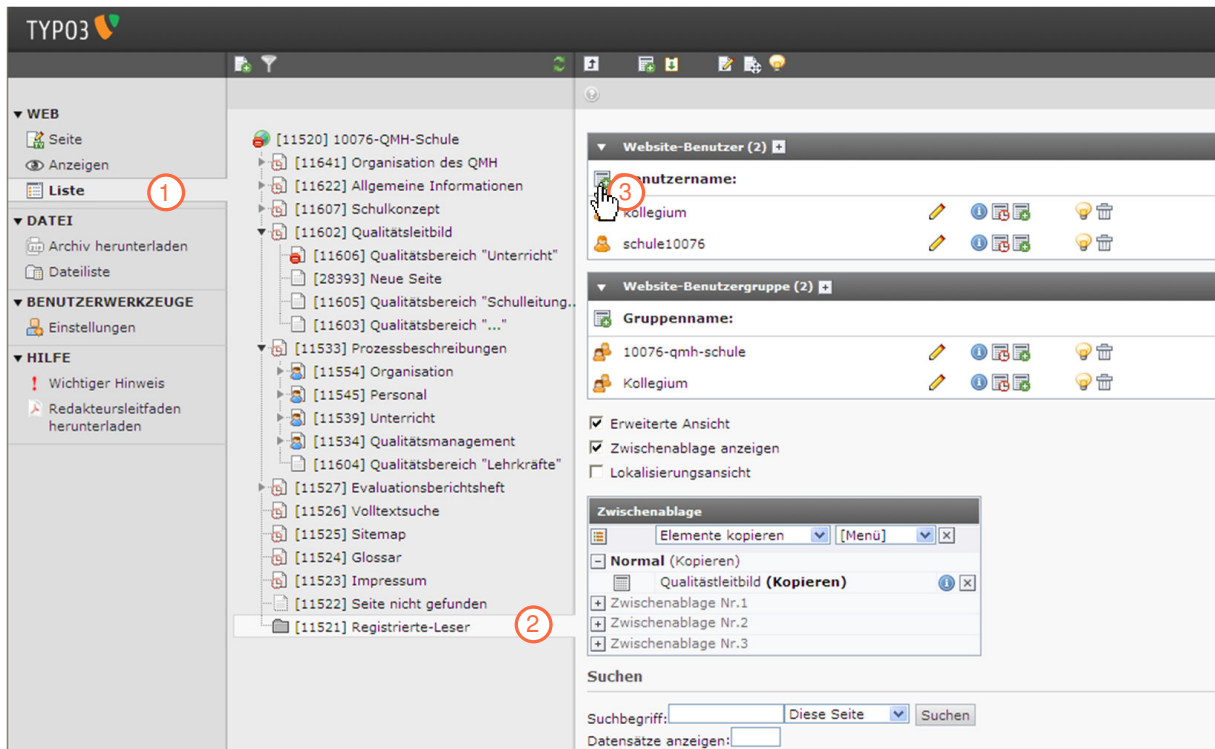 TYPO3
WEB
Seite
Anzeigen
Liste
1
DATEI
Archiv herunterladen
Dateiliste
BENUTZERWERKZEUGE
Einstellungen
HILFE
Wichtiger Hinweis
Redakteursleitfaden
herunterladen
[11520] 10076-QMH-Schule
[11641] Organisation des QMH
[11622] Allgemeine Informationen
[11607] Schulkonzept
[11602] Qualitätsleitbild
[11606] Qualitätsbereich "Unterricht"
[28393] Neue Seite
[11605] Qualitätsbereich "Schulleitung..
[11603] Qualitätsbereich "..."
[11533] Prozessbeschreibungen
[11554] Organisation
[11545] Personal
[11539] Unterricht
[11534] Qualitätsmanagement
[11604] Qualitätsbereich "Lehrkräfte"
[11527] Evaluationsberichtsheft
[11526] Volltextsuche
[11525] Sitemap
[11524] Glossar
[11523] Impressum
[11522] Seite nicht gefunden
[11521] Registrierte-Leser
2
Website-Benutzer (2)
enutzername:
3
kollegium
schule10076
Website-Benutzergruppe (2)
Gruppenname:
10076-qmh-schule
Kollegium
Erweiterte Ansicht
Zwischenablage anzeigen
Lokalisierungsansicht
Zwischenablage
Elemente kopieren [Menü]
Normal (Kopieren)
Qualitästleitbild (Kopieren)
Zwischenablage Nr.1
Zwischenablage Nr.2
Zwischenablage Nr.3
Suchen
Suchbegriff: Diese Seite Suchen
Datensätze anzeigen: